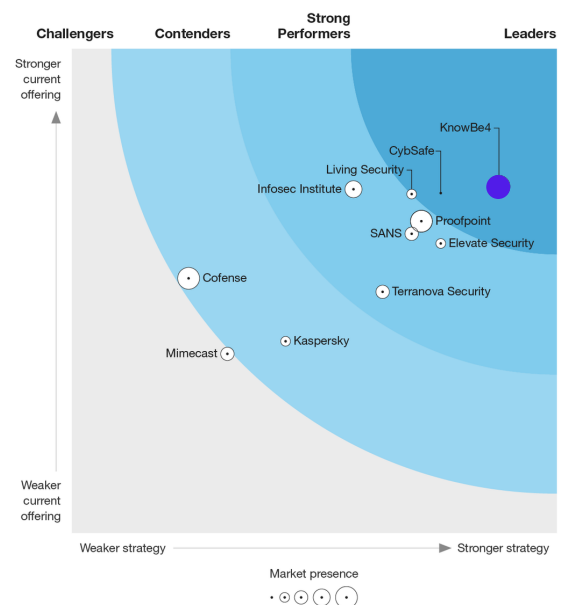 Challengers
Contenders
Strong
Performers
Leaders
Stronger
current
offering
KnowBe4
CybSafe
Living Security
Infosec Institute
Proofpoint
SANS
Elevate Security
Cofense
Terranova Security
Kaspersky
Mimecast
Weaker
current
offering
Weaker strategy
Stronger strategy
Market presence